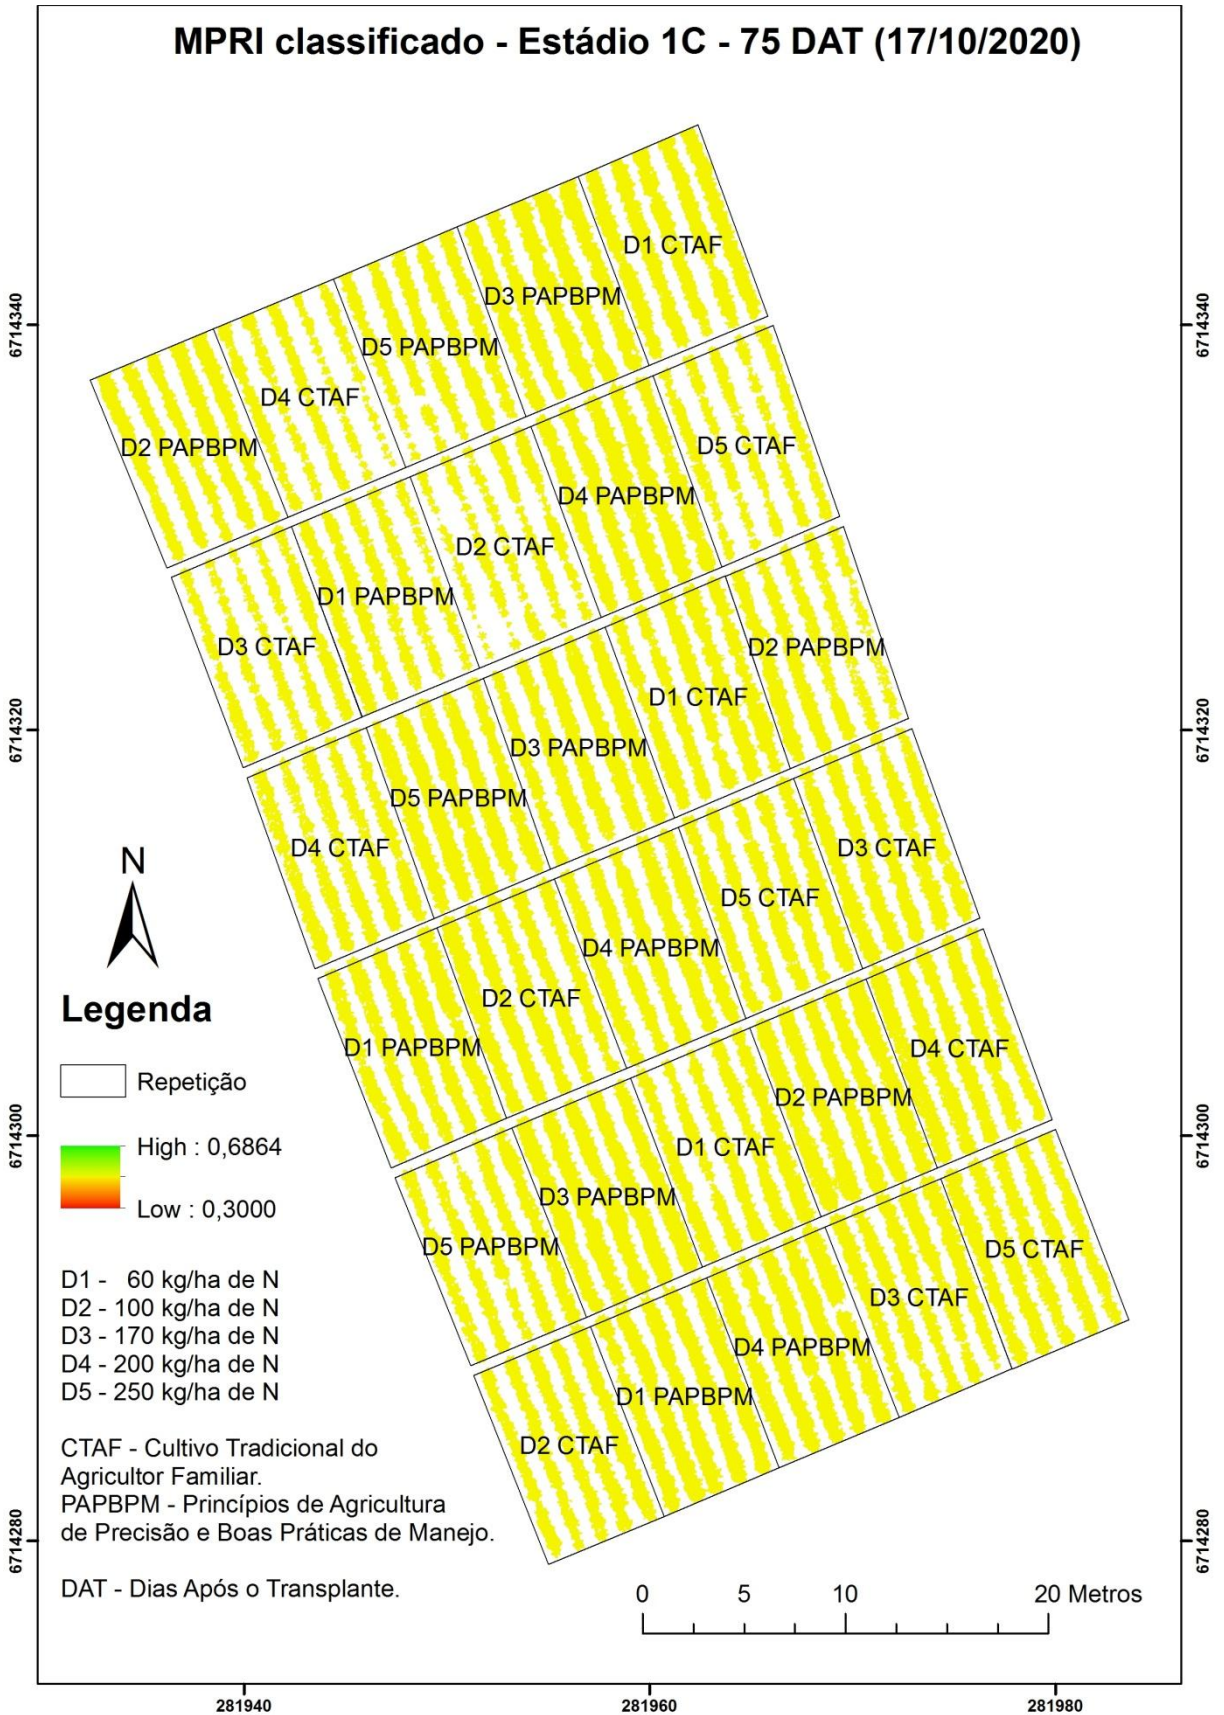 MPRI classificado - Estádio 1C - 75 DAT (17/10/2020)
D1 CTAF
D3 PAPBPM
D5 PAPBPM
D4 CTAF
D2 PAPBPM
D5 CTAF
D4 PAPBPM
D2 CTAF
D1 PAPBPM
D3 CTAF
D2 PAPBPM
D1 CTAF
D3 PAPBPM
D5 PAPBPM
D4 CTAF
D3 CTAF
D5 CTAF
D4 PAPBPM
D2 CTAF
D1 PAPBPM
D4 CTAF
D2 PAPBPM
D1 CTAF
D3 PAPBPM
D5 PAPBPM
D5 CTAF
D3 CTAF
D4 PAPBPM
D1 PAPBPM
D2 CTAF
6714340
6714320
6714300
6714280
6714340
6714320
6714300
6714280
N
Legenda
Repetição
High : 0,6864
Low : 0,3000
D1 - 60 kg/ha de N
D2 - 100 kg/ha de N
D3 - 170 kg/ha de N
D4 - 200 kg/ha de N
D5 - 250 kg/ha de N
CTAF - Cultivo Tradicional do
Agricultor Familiar.
PAPBPM - Princípios de Agricultura
de Precisão e Boas Práticas de Manejo.
DAT - Dias Após o Transplante.
0 5 10 20 Metros
281940 281960 281980